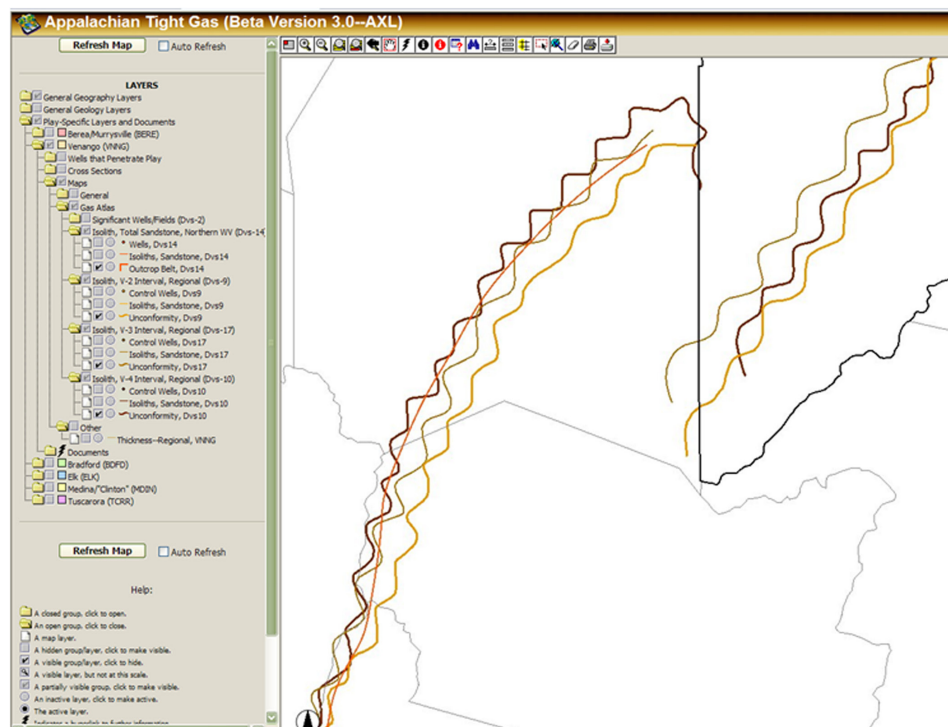 Appalachian Tight Gas (Beta Version 3.0--AXL)
Refresh Map Auto Refresh
LAYERS
General Geography Layers
General Geology Layers
Play-Specific Layers and Documents
Berea/Murrysville (BERE)
Venango (VNNG)
Wells that Penetrate Play
Cross Sections
Maps
General
Gas Atlas
Significant Wells/Fields (Dvs-2)
Isolith, Total Sandstone, Northern WV (Dvs-14)
Wells, Dvs14
Isoliths, Sandstone, Dvs14
Outcrop Belt, Dvs14
Isolith, V-2 Interval, Regional (Dvs-9)
Control Wells, Dvs9
Isoliths, Sandstone, Dvs9
Unconformity, Dvs9
Isolith, V-3 Interval, Regional (Dvs-17)
Control Wells, Dvs17
Isoliths, Sandstone, Dvs17
Unconformity, Dvs17
Isolith, V-4 Interval, Regional (Dvs-10)
Control Wells, Dvs10
Isoliths, Sandstone, Dvs10
Unconformity, Dvs10
Other
Thickness--Regional, VNNG
Documents
Bradford (BDFD)
Elk (ELK)
Medina/"Clinton" (MDIN)
Tuscarora (TCRR)
Refresh Map Auto Refresh
Help:
A closed group, click to open.
An open group, click to close.
A map layer.
A hidden group/layer, click to make visible.
A visible group/layer, click to hide.
A visible layer, but not at this scale.
A partially visible group, click to make visible.
An inactive layer, click to make active.
The active layer.
Indicates a hyperlink to further information